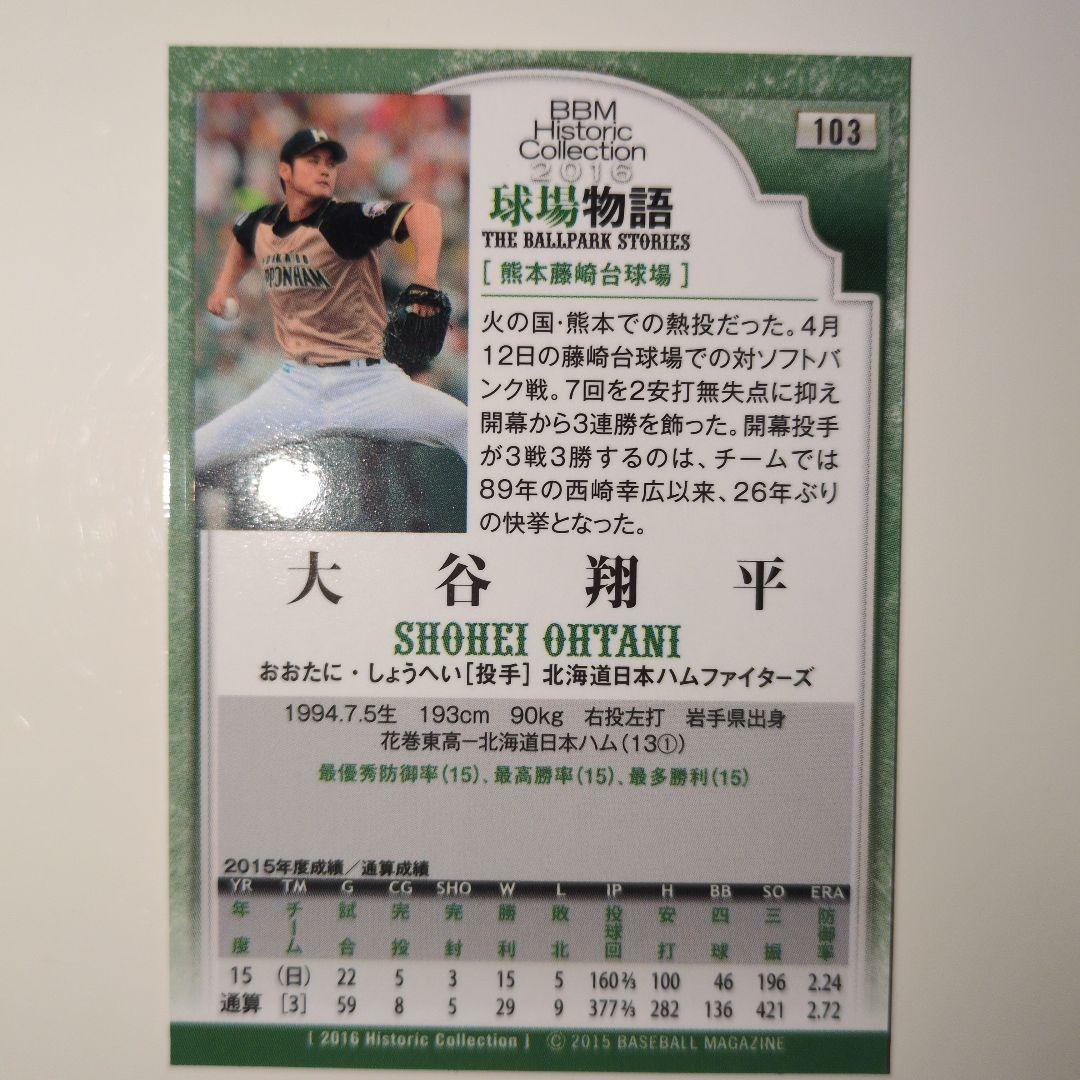 BBM
Historic
Collection
2016
103
球場物語
THE BALLPARK STORIES
[ 熊本藤崎台球場 ]
火の国・熊本での熱投だった。4月
12日の藤崎台球場での対ソフトバ
ンク戦。7回を2安打無失点に抑え
開幕から3連勝を飾った。開幕投手
が3戦3勝するのは、チームでは
89年の西崎幸広以来、26年ぶり
の快挙となった。
大谷翔平
SHOHEI OHTANI
おおたに・しょうへい[投手] 北海道日本ハムファイターズ
1994.7.5生 193cm 90kg 右投左打 岩手県出身
花巻東高ー北海道日本ハム(13①)
最優秀防御率(15)、最高勝率(15)、最多勝利(15)
2015年度成績/通算成績
YR TM G CG SHO W L IP H BB SO ERA
年度 チーム 試合 完投 完封 勝利 敗北 投球回 安打 四球 三振 防御率
15 (日) 22 5 3 15 5 160 2/3 100 46 196 2.24
通算 [3] 59 8 5 29 9 377 2/3 282 136 421 2.72
[ 2016 Historic Collection ] © 2015 BASEBALL MAGAZINE